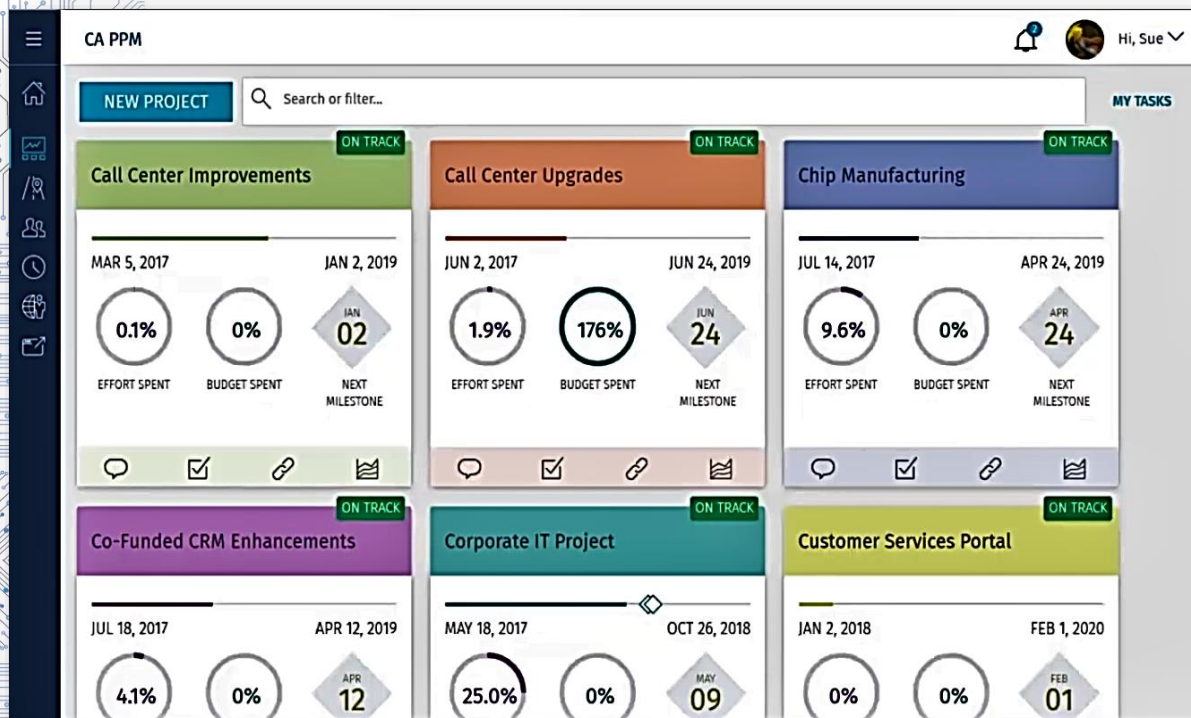 CA PPM
2
Hi, Sue
NEW PROJECT
Search or filter...
MY TASKS
ON TRACK
Call Center Improvements
MAR 5, 2017
JAN 2, 2019
0.1%
0%
JAN
02
EFFORT SPENT
BUDGET SPENT
NEXT
MILESTONE
ON TRACK
Call Center Upgrades
JUN 2, 2017
JUN 24, 2019
1.9%
176%
JUN
24
EFFORT SPENT
BUDGET SPENT
NEXT
MILESTONE
ON TRACK
Chip Manufacturing
JUL 14, 2017
APR 24, 2019
9.6%
0%
APR
24
EFFORT SPENT
BUDGET SPENT
NEXT
MILESTONE
ON TRACK
Co-Funded CRM Enhancements
JUL 18, 2017
APR 12, 2019
4.1%
0%
APR
12
ON TRACK
Corporate IT Project
MAY 18, 2017
OCT 26, 2018
25.0%
0%
MAY
09
ON TRACK
Customer Services Portal
JAN 2, 2018
FEB 1, 2020
0%
0%
FEB
01